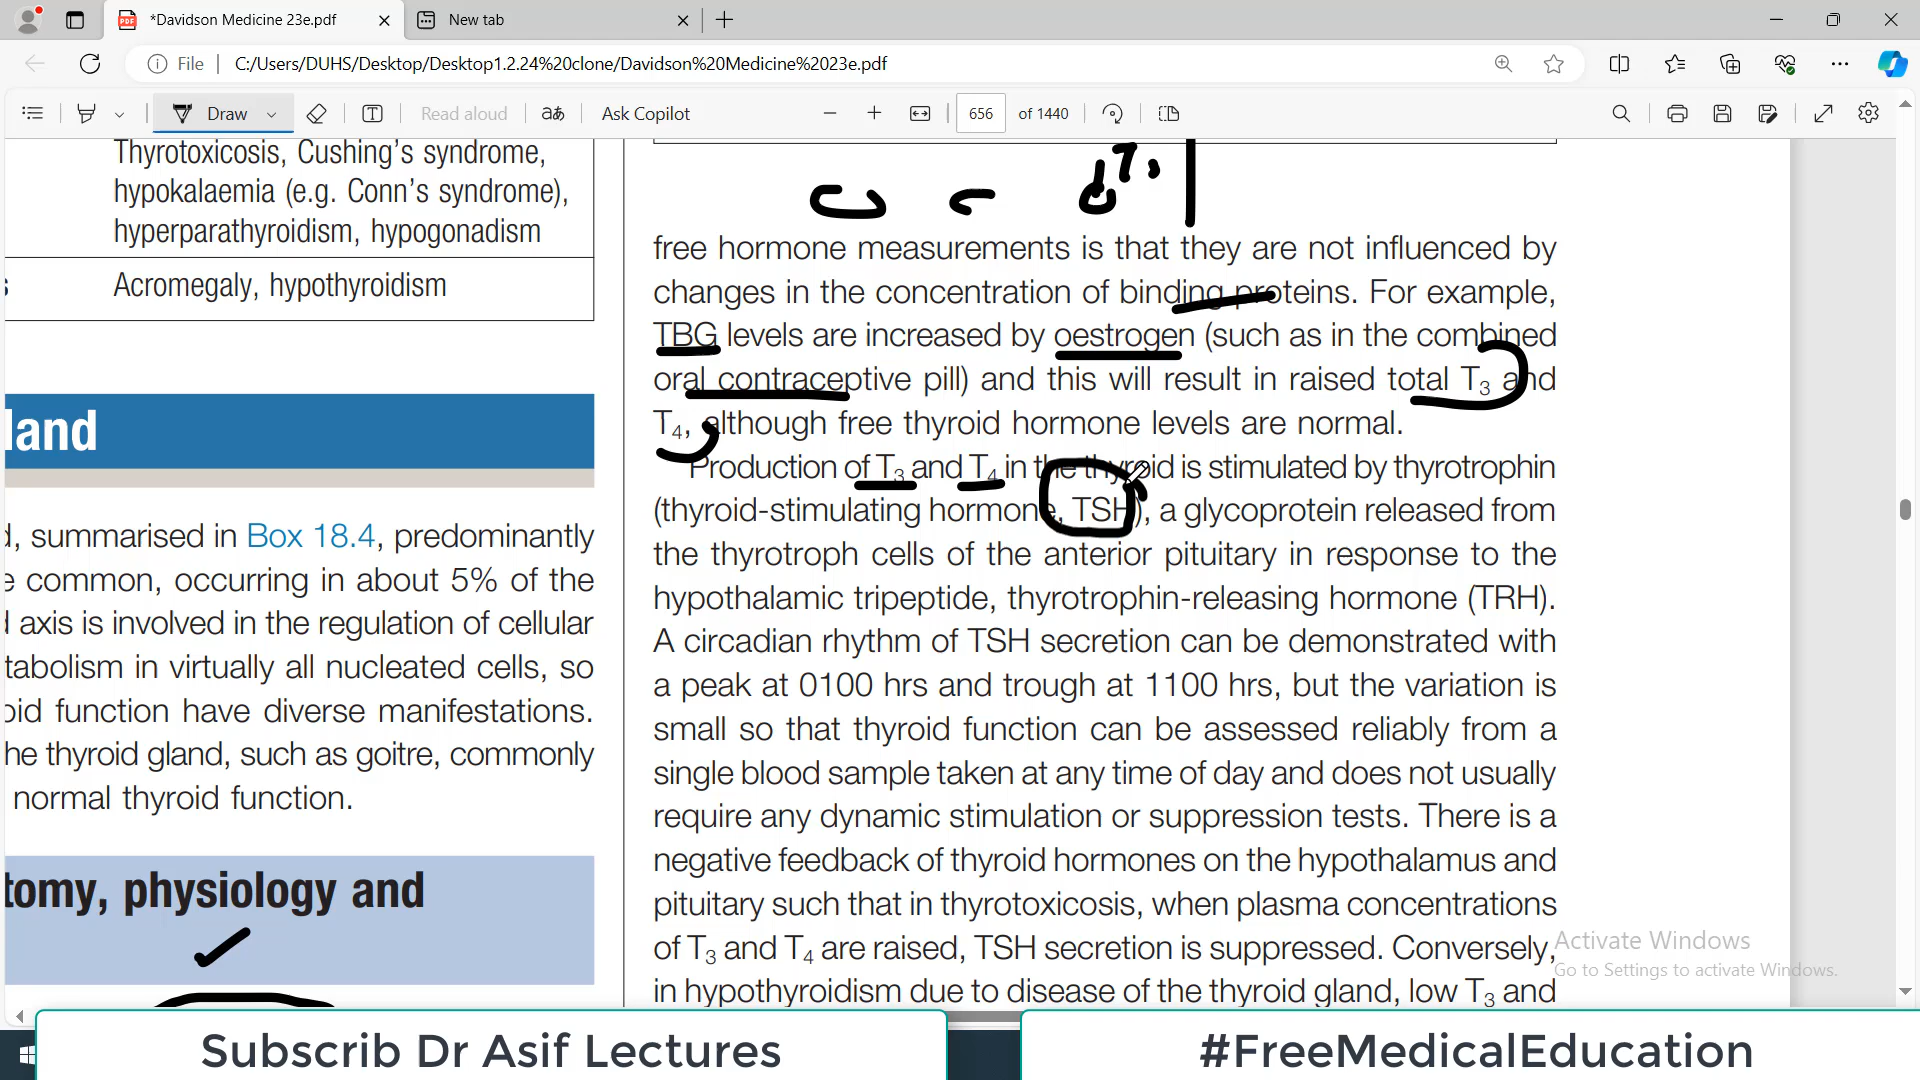 *Davidson Medicine 23e.pdf
New tab
File
C:/Users/DUHS/Desktop/Desktop1.2.24%20clone/Davidson%20Medicine%2023e.pdf
Draw
Read aloud
aあ
Ask Copilot
656
of 1440
Thyrotoxicosis, Cushing's syndrome,
hypokalaemia (e.g. Conn's syndrome),
hyperparathyroidism, hypogonadism
Acromegaly, hypothyroidism
land
, summarised in Box 18.4, predominantly
common, occurring in about 5% of the
axis is involved in the regulation of cellular
tabolism in virtually all nucleated cells, so
oid function have diverse manifestations.
he thyroid gland, such as goitre, commonly
normal thyroid function.
tomy, physiology and
free hormone measurements is that they are not influenced by
changes in the concentration of binding proteins. For example,
TBG levels are increased by oestrogen (such as in the combined
oral contraceptive pill) and this will result in raised total T3 and
T4, although free thyroid hormone levels are normal.
Production of T3 and T4 in the thyroid is stimulated by thyrotrophin
(thyroid-stimulating hormone, TSH), a glycoprotein released from
the thyrotroph cells of the anterior pituitary in response to the
hypothalamic tripeptide, thyrotrophin-releasing hormone (TRH).
A circadian rhythm of TSH secretion can be demonstrated with
a peak at 0100 hrs and trough at 1100 hrs, but the variation is
small so that thyroid function can be assessed reliably from a
single blood sample taken at any time of day and does not usually
require any dynamic stimulation or suppression tests. There is a
negative feedback of thyroid hormones on the hypothalamus and
pituitary such that in thyrotoxicosis, when plasma concentrations
of T3 and T4 are raised, TSH secretion is suppressed. Conversely,
in hypothyroidism due to disease of the thyroid gland, low T3 and
Activate Windows
Go to Settings to activate Windows.
Subscrib Dr Asif Lectures
#FreeMedicalEducation